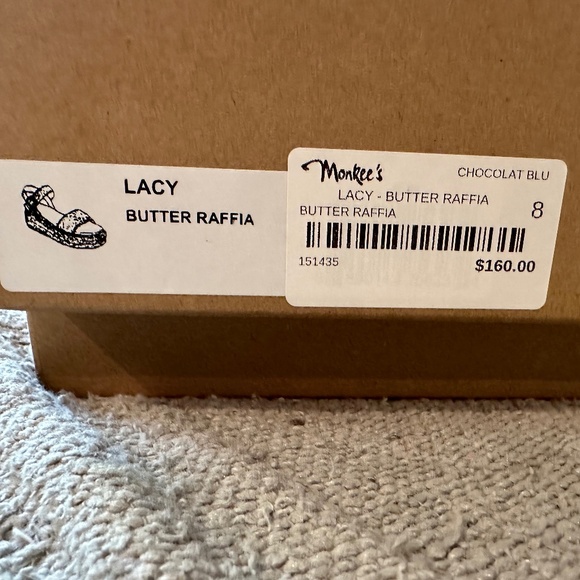 LACY
BUTTER RAFFIA
Monkee's
CHOCOLAT BLU
LACY - BUTTER RAFFIA
BUTTER RAFFIA
8
151435
$160.00